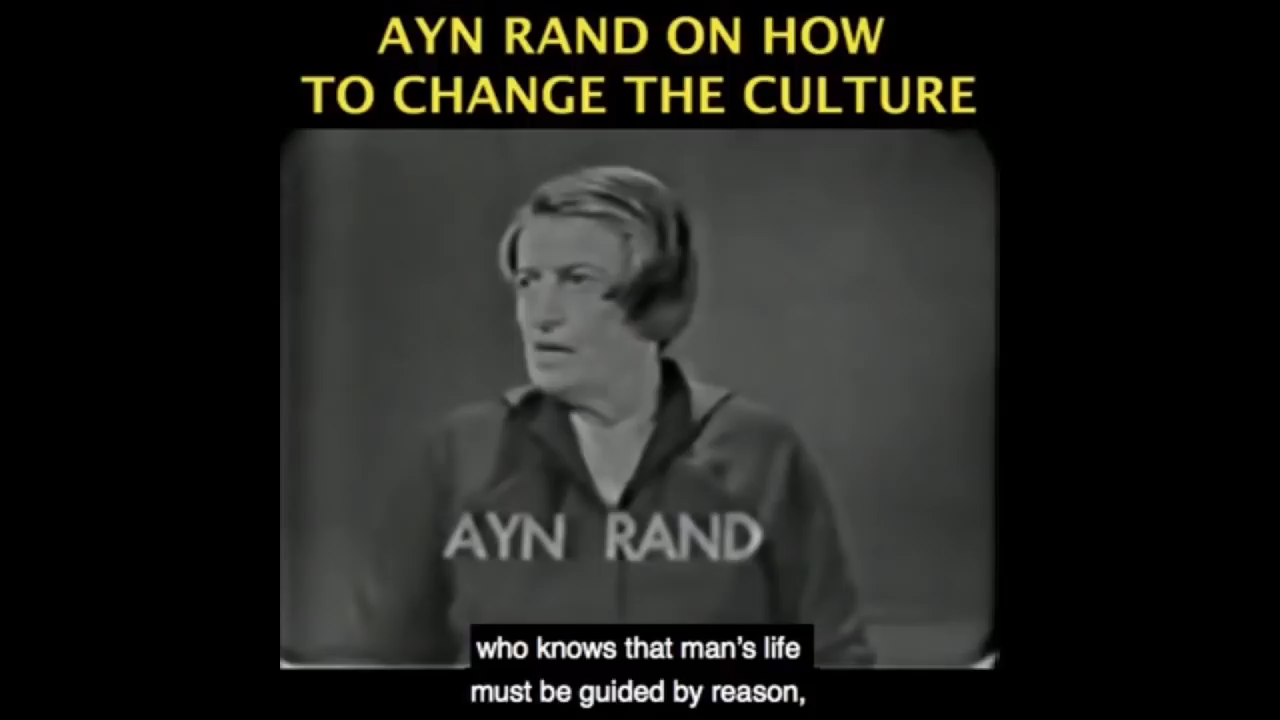 AYN RAND ON HOW
TO CHANGE THE CULTURE
AYN RAND
who knows that man's life
must be guided by reason,